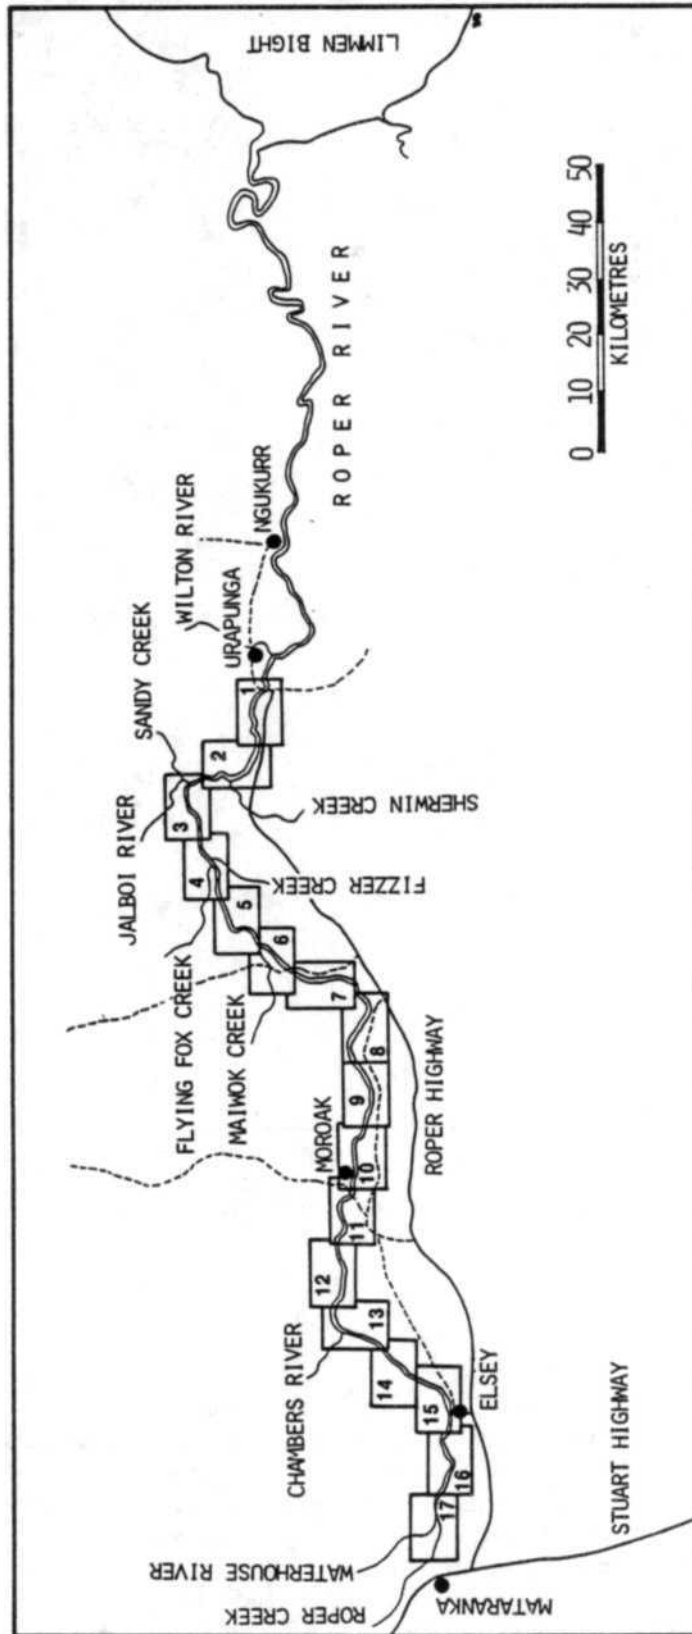 LIMMEN BIGHT
ROPER RIVER
0 10 20 30 40 50
KILOMETRES
NGUKURR
WILTON RIVER
URAPUNGA
SANDY CREEK
JALBOI RIVER
SHERWIN CREEK
FIZZER CREEK
FLYING FOX CREEK
MAIWOK CREEK
MOROAK
ROPER HIGHWAY
CHAMBERS RIVER
ELSEY
STUART HIGHWAY
WATERHOUSE RIVER
ROPER CREEK
MATARANKA
1
2
3
4
5
6
7
8
9
10
11
12
13
14
15
16
17